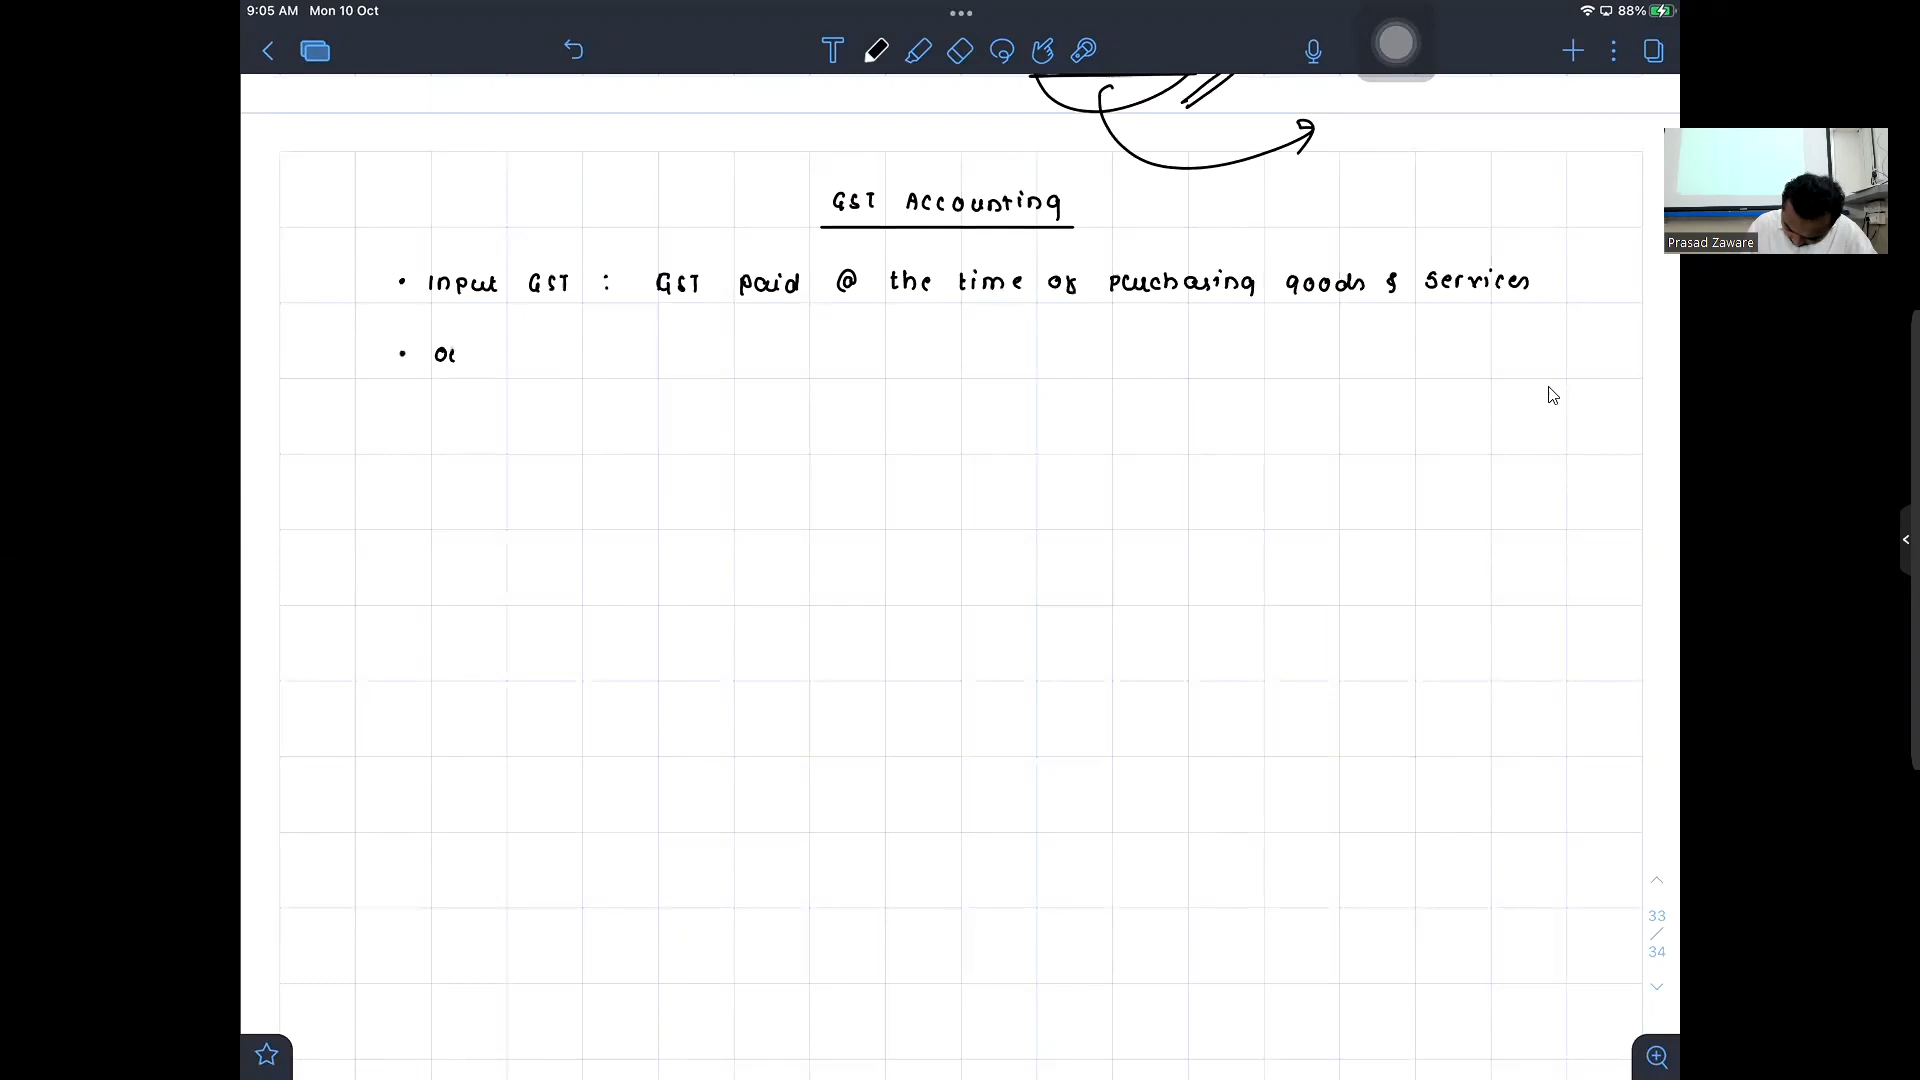 9:05 AM Mon 10 Oct
88%
GST Accounting
Prasad Zaware
• Input GST : GST paid @ the time of purchasing goods & services
• Ou
33
/
34